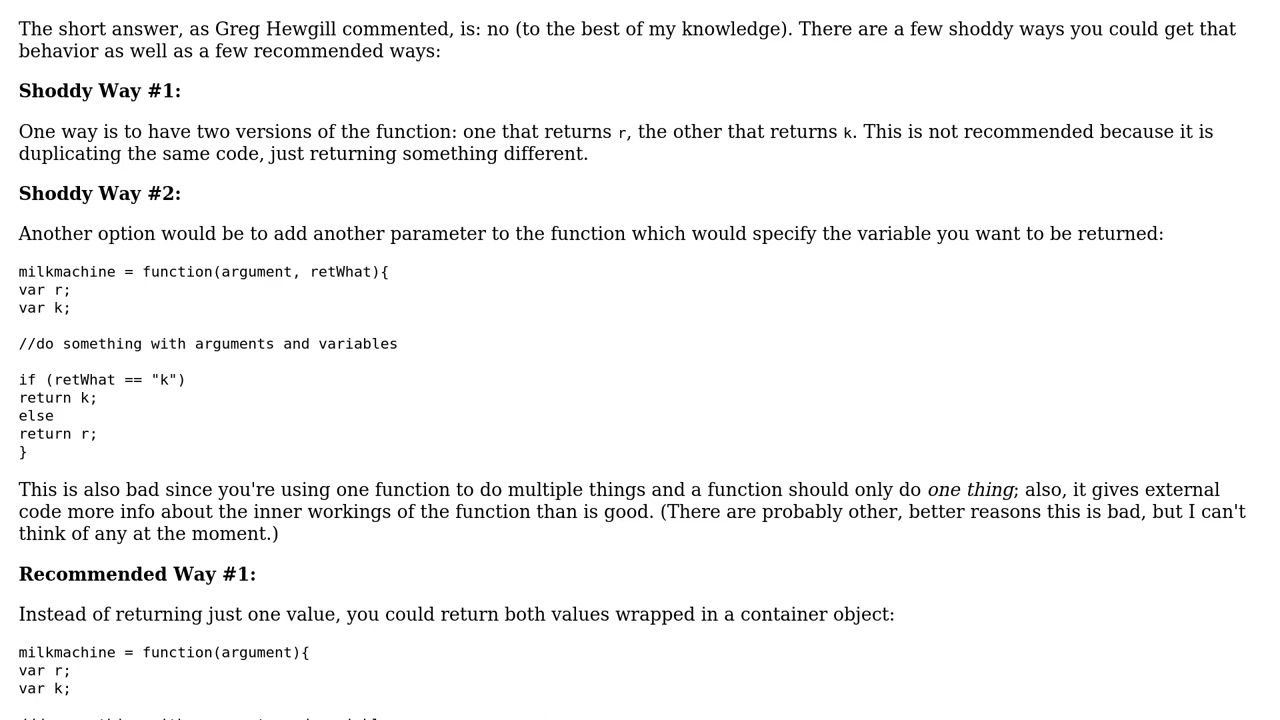 The short answer, as Greg Hewgill commented, is: no (to the best of my knowledge). There are a few shoddy ways you could get that
behavior as well as a few recommended ways:
Shoddy Way #1:
One way is to have two versions of the function: one that returns r, the other that returns k. This is not recommended because it is
duplicating the same code, just returning something different.
Shoddy Way #2:
Another option would be to add another parameter to the function which would specify the variable you want to be returned:
milkmachine = function(argument, retWhat){
var r;
var k;
//do something with arguments and variables
if (retWhat == "k")
return k;
else
return r;
}
This is also bad since you're using one function to do multiple things and a function should only do one thing; also, it gives external
code more info about the inner workings of the function than is good. (There are probably other, better reasons this is bad, but I can't
think of any at the moment.)
Recommended Way #1:
Instead of returning just one value, you could return both values wrapped in a container object:
milkmachine = function(argument){
var r;
var k;